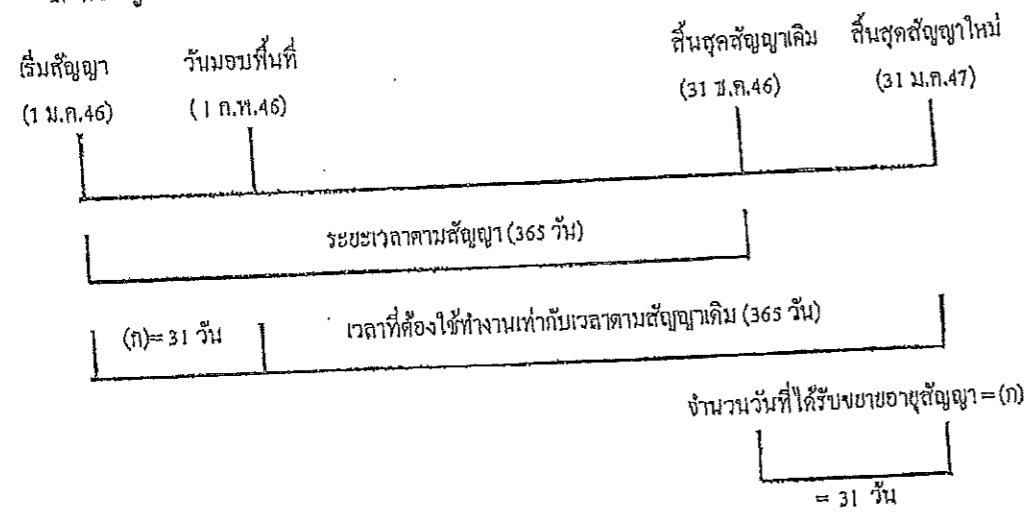 เริ่มสัญญา วันมอบพื้นที่ สิ้นสุดสัญญาเดิม สิ้นสุดสัญญาใหม่
(1 ม.ค.46) (1 ก.พ.46) (31 ธ.ค.46) (31 ม.ค.47)
ระยะเวลาตามสัญญา (365 วัน)
(ก)= 31 วัน เวลาที่ต้องใช้ทำงานเท่ากับเวลาตามสัญญาเดิม (365 วัน)
จำนวนวันที่ได้รับขยายอายุสัญญา = (ก)
= 31 วัน